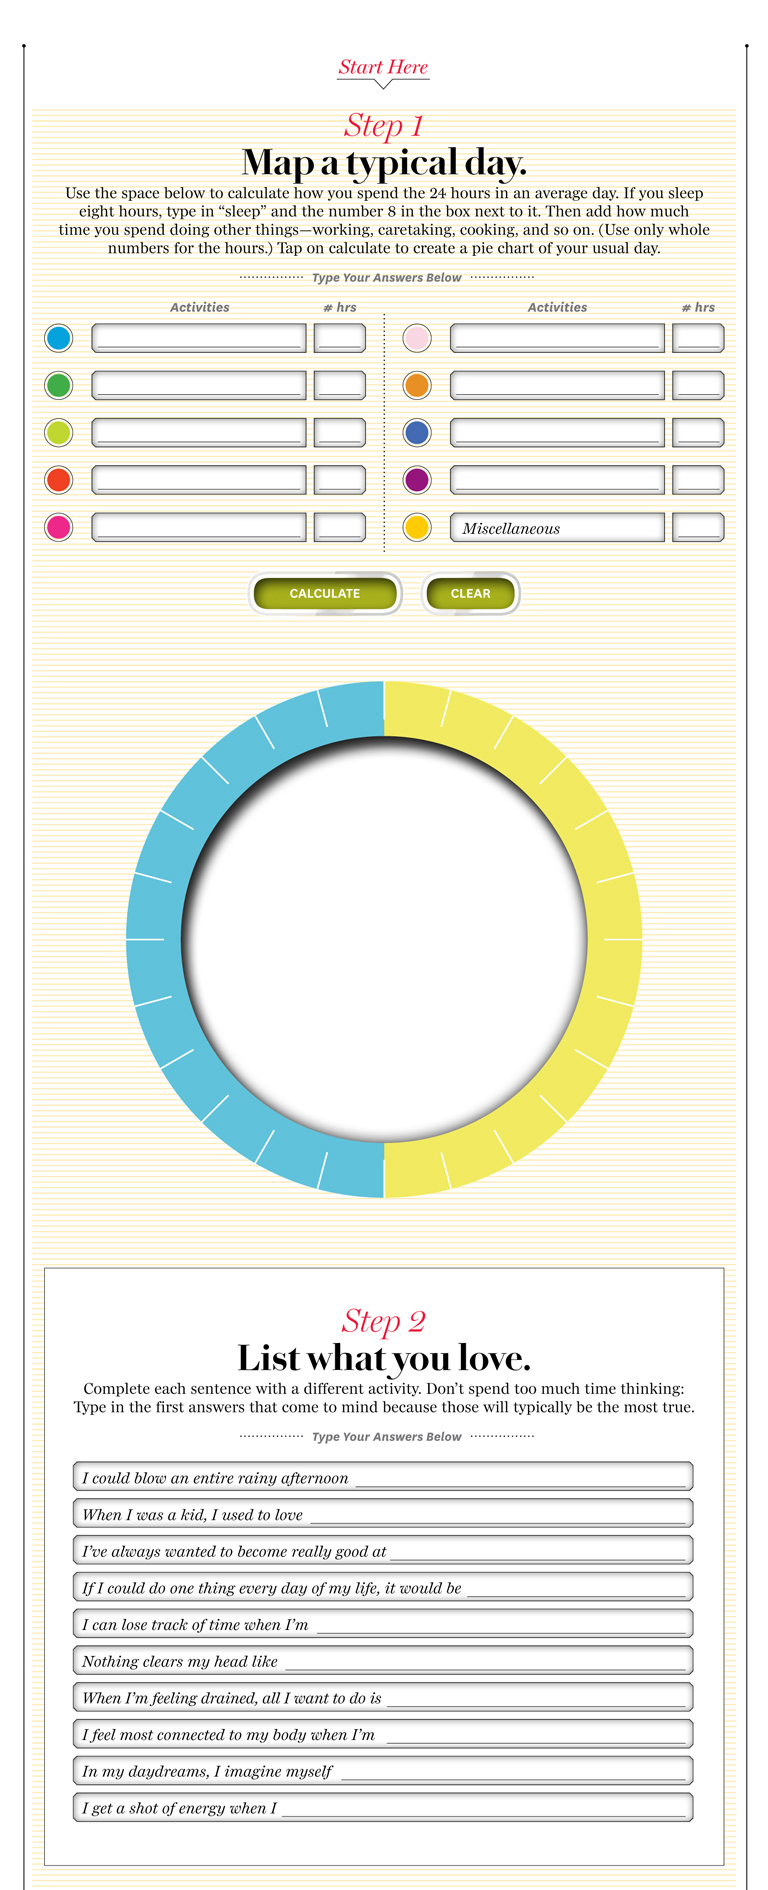 Start Here
Step 1
Map a typical day.
Use the space below to calculate how you spend the 24 hours in an average day. If you sleep
eight hours, type in “sleep” and the number 8 in the box next to it. Then add how much
time you spend doing other things—working, caretaking, cooking, and so on. (Use only whole
numbers for the hours.) Tap on calculate to create a pie chart of your usual day.
Type Your Answers Below
Activities # hrs Activities # hrs
Miscellaneous
CALCULATE CLEAR
Step 2
List what you love.
Complete each sentence with a different activity. Don’t spend too much time thinking:
Type in the first answers that come to mind because those will typically be the most true.
Type Your Answers Below
I could blow an entire rainy afternoon
When I was a kid, I used to love
I’ve always wanted to become really good at
If I could do one thing every day of my life, it would be
I can lose track of time when I’m
Nothing clears my head like
When I’m feeling drained, all I want to do is
I feel most connected to my body when I’m
In my daydreams, I imagine myself
I get a shot of energy when I